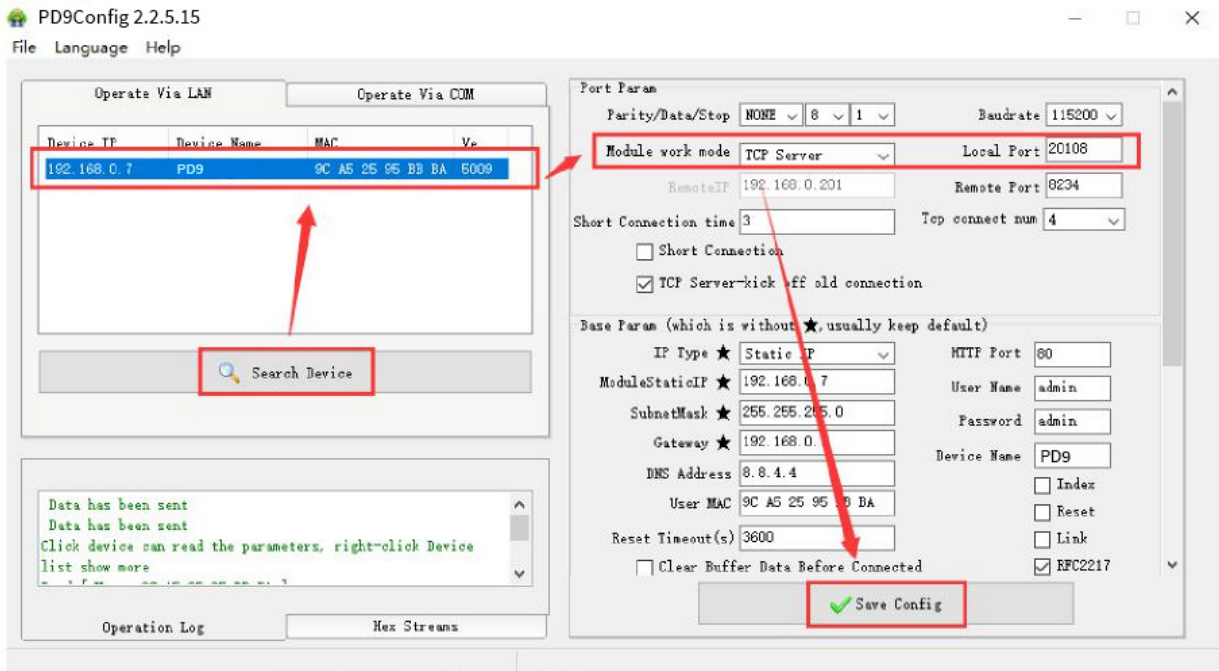 PD9Config 2.2.5.15
File Language Help
Operate Via LAN Operate Via COM
Device IP Device Name MAC Ve
192.168.0.7 PD9 9C A5 25 95 BB BA 5009
Search Device
Data has been sent
Data has been sent
Click device can read the parameters, right-click Device
list show more
Operation Log Hex Streams
Port Param
Parity/Data/Stop NONE 8 1 Baudrate 115200
Module work mode TCP Server Local Port 20108
RemoteIP 192.168.0.201 Remote Port 8234
Short Connection time 3 Tcp connect num 4
Short Connection
TCP Server-kick off old connection
Base Param (which is without ★,usually keep default)
IP Type ★ Static IP HTTP Port 80
ModuleStaticIP ★ 192.168.0.7 User Name admin
SubnetMask ★ 255.255.255.0 Password admin
Gateway ★ 192.168.0.
Device Name PD9
DNS Address 8.8.4.4
Index
User MAC 9C A5 25 95 BB BA
Reset
Reset Timeout(s) 3600 Link
Clear Buffer Data Before Connected RFC2217
Save Config